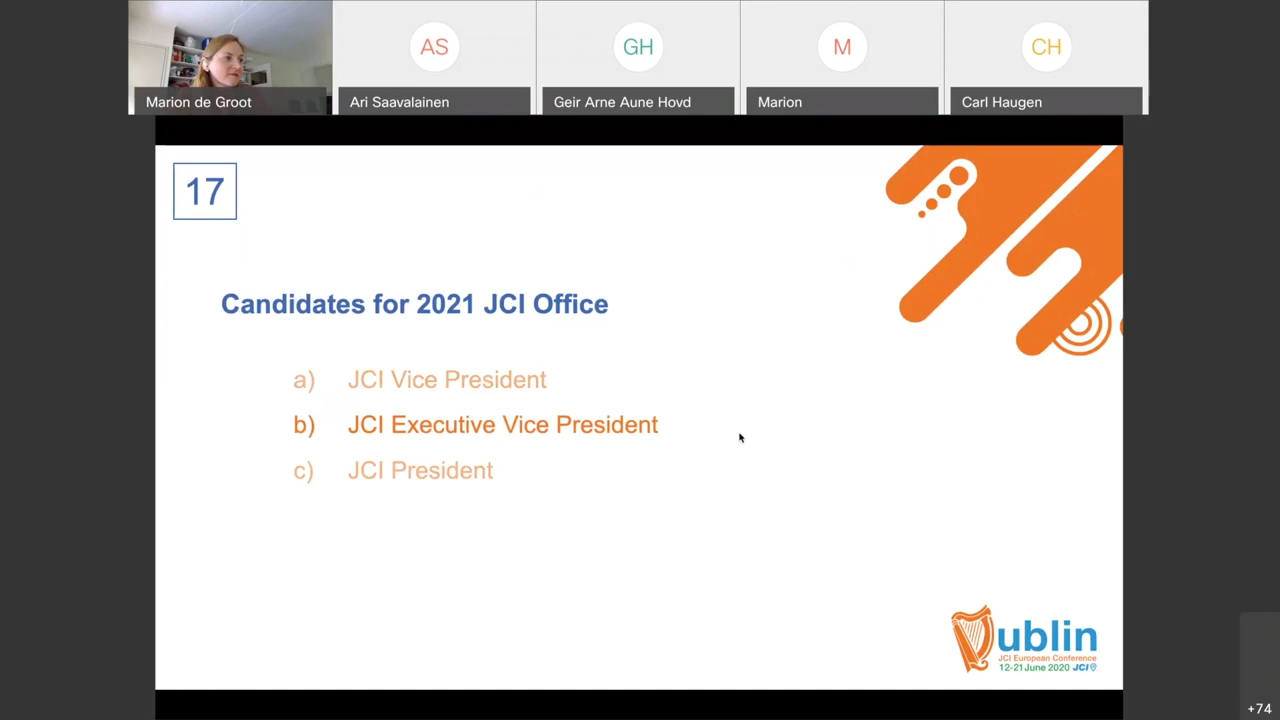 AS
GH
M
CH
Marion de Groot
Ari Saavalainen
Geir Arne Aune Hovd
Marion
Carl Haugen
17
Candidates for 2021 JCI Office
a) JCI Vice President
b) JCI Executive Vice President
c) JCI President
Dublin
JCI European Conference
12-21 June 2020 JCI
+74